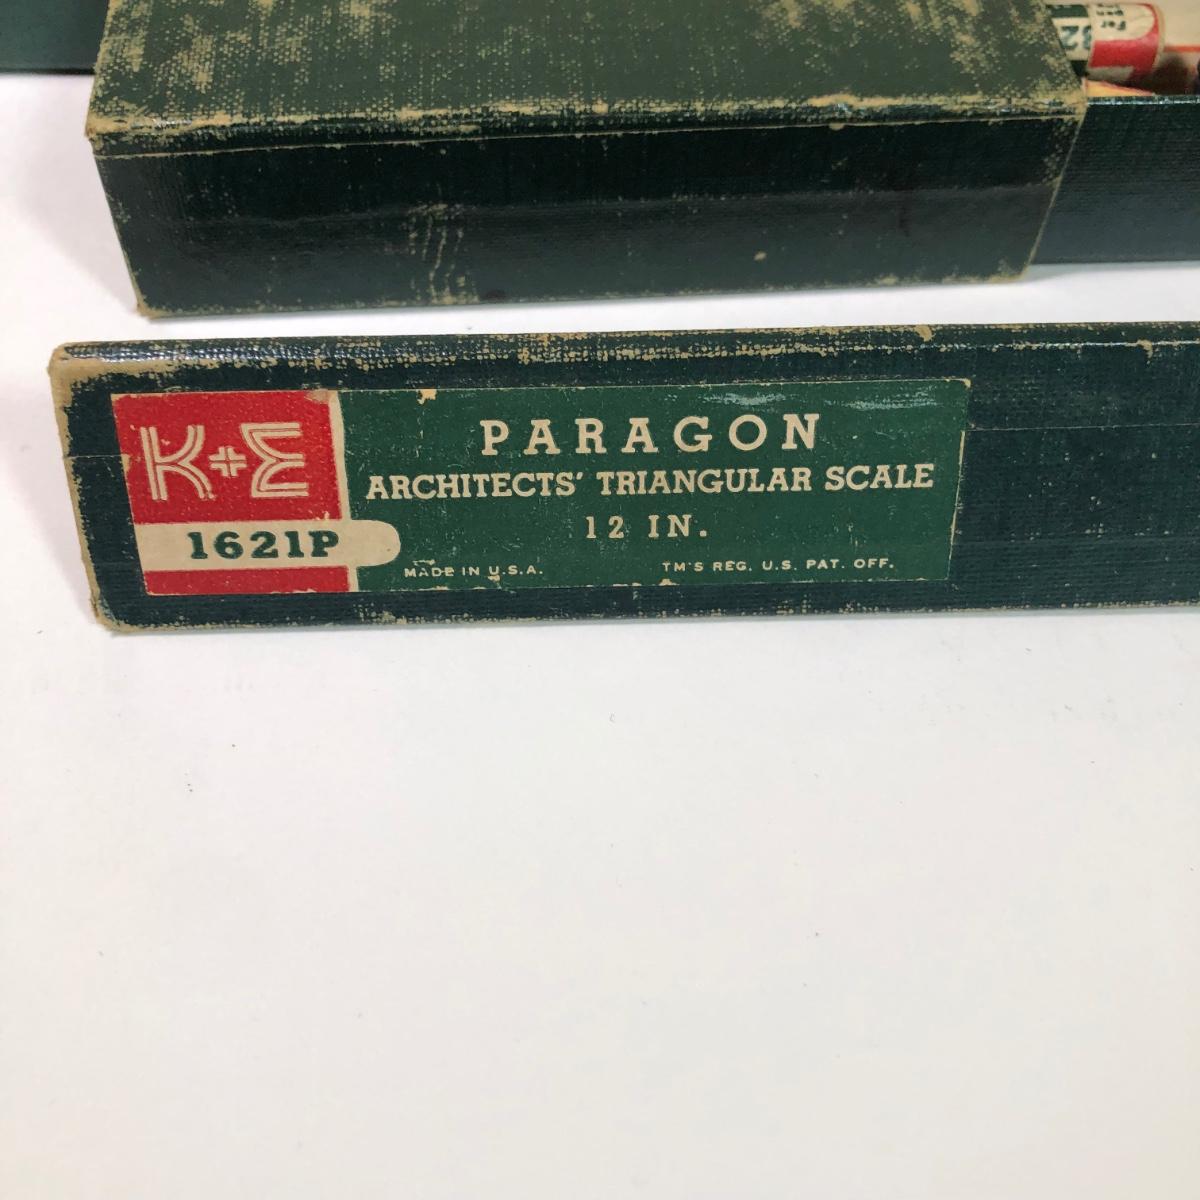 K+E
1621P
PARAGON
ARCHITECTS' TRIANGULAR SCALE
12 IN.
MADE IN U.S.A.
TM'S REG. U.S. PAT. OFF.